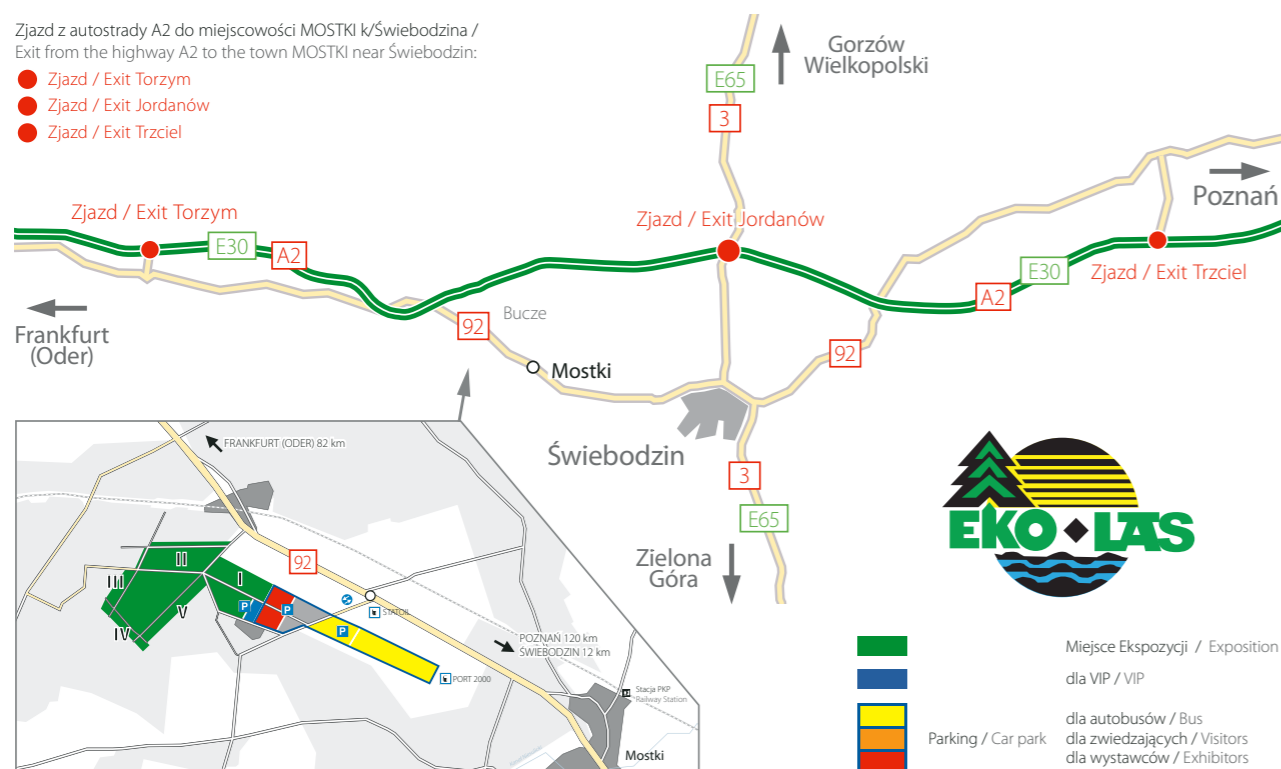 Zjazd z autostrady A2 do miejscowości MOSTKI k/Świebodzina /
Exit from the highway A2 to the town MOSTKI near Świebodzin:
Zjazd / Exit Torzym
Zjazd / Exit Jordanów
Zjazd / Exit Trzciel
Gorzów
Wielkopolski
E65
3
Poznań
Zjazd / Exit Torzym
Zjazd / Exit Jordanów
E30
A2
Zjazd / Exit Trzciel
E30
A2
Frankfurt
(Oder)
92
Bucze
92
Mostki
Świebodzin
3
E65
Zielona
Góra
EKO LAS
FRANKFURT (ODER) 82 km
92
II
III
I
V
IV
P
P
P
STATOIL
POZNAŃ 120 km
ŚWIEBODZIN 12 km
PORT 2000
Stacja PKP
Railway Station
Mostki
Miejsce Ekspozycji / Exposition
dla VIP / VIP
Parking / Car park
dla autobusów / Bus
dla zwiedzających / Visitors
dla wystawców / Exhibitors